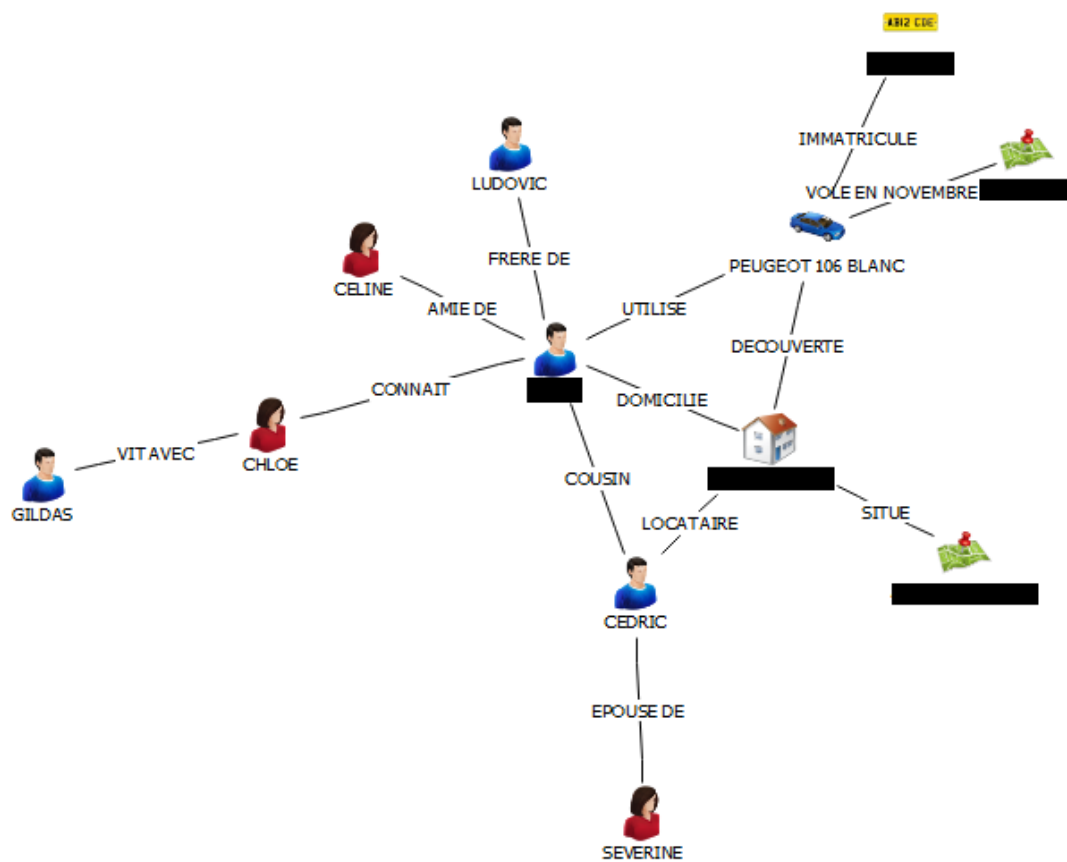 AB12 CDE
IMMATRICULE
VOLE EN NOVEMBRE
LUDOVIC
FRERE DE
PEUGEOT 106 BLANC
CELINE
AMIE DE
UTILISE
DECOUVERTE
CONNAIT
DOMICILIE
VIT AVEC
CHLOE
GILDAS
COUSIN
LOCATAIRE
SITUE
CEDRIC
EPOUSE DE
SEVERINE